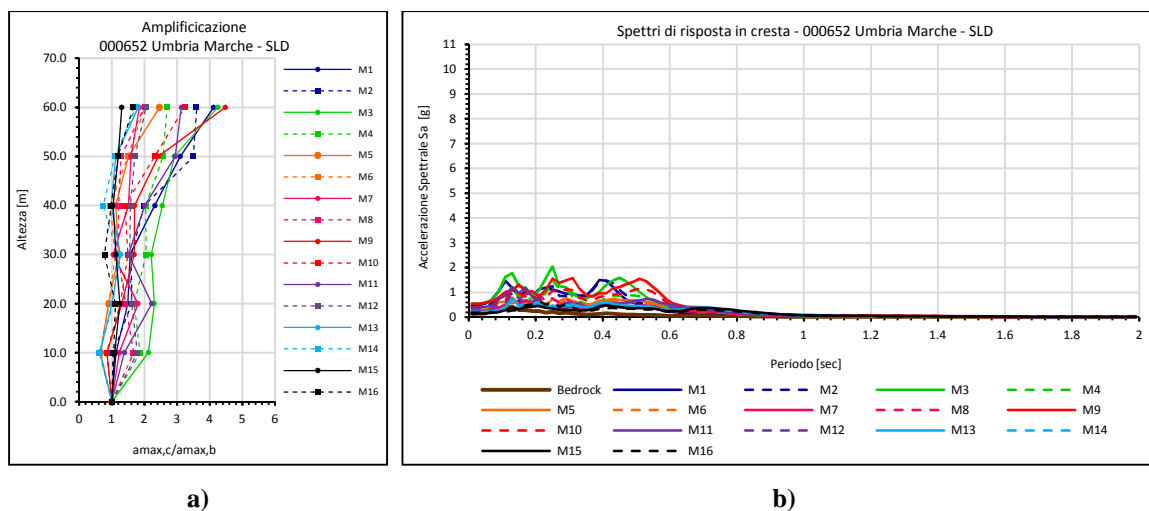 Amplificazione
000652 Umbria Marche - SLD
70.0
60.0
50.0
40.0
30.0
20.0
10.0
0.0
Altezza [m]
0 1 2 3 4 5 6
amax,c/amax,b
M1
M2
M3
M4
M5
M6
M7
M8
M9
M10
M11
M12
M13
M14
M15
M16
a)
Spettri di risposta in cresta - 000652 Umbria Marche - SLD
11
10
9
8
7
6
5
4
3
2
1
0
Accelerazione Spettrale Sa [g]
0 0.2 0.4 0.6 0.8 1 1.2 1.4 1.6 1.8 2
Periodo [sec]
Bedrock M1 M2 M3 M4
M5 M6 M7 M8 M9
M10 M11 M12 M13 M14
M15 M16
b)